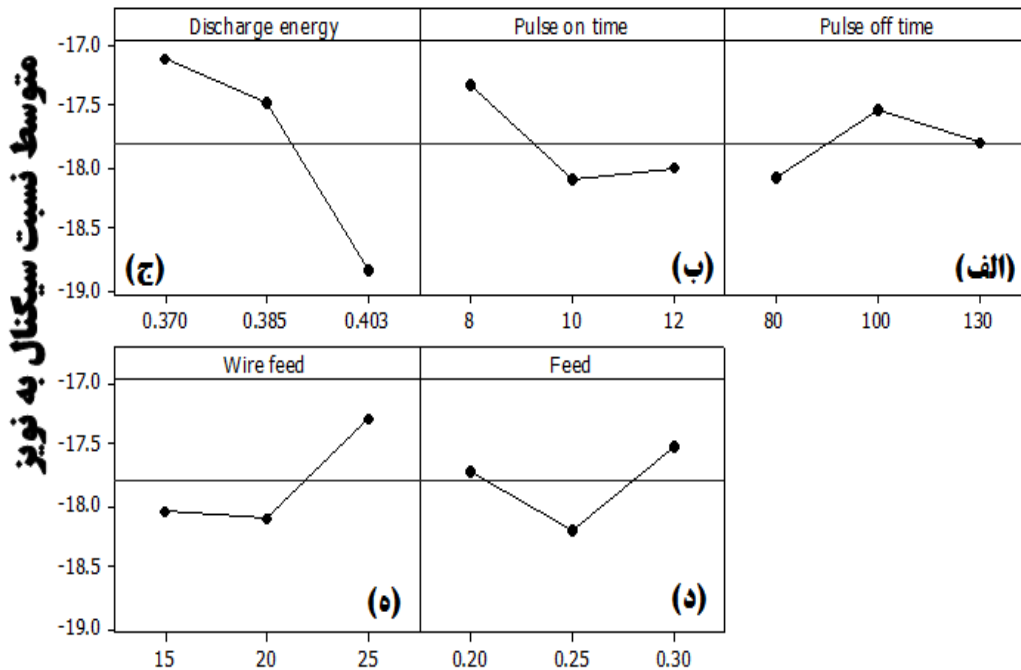 متوسط نسبت سیگنال به نویز
Discharge energy Pulse on time Pulse off time
-17.0
-17.5
-18.0
-18.5
-19.0
(ج) (ب) (الف)
0.370 0.385 0.403 8 10 12 80 100 130
Wire feed Feed
-17.0
-17.5
-18.0
-18.5
-19.0
(ه) (د)
15 20 25 0.20 0.25 0.30